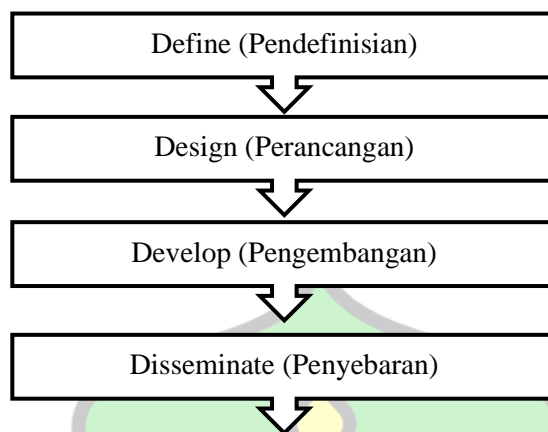 Define (Pendefinisian)
Design (Perancangan)
Develop (Pengembangan)
Disseminate (Penyebaran)